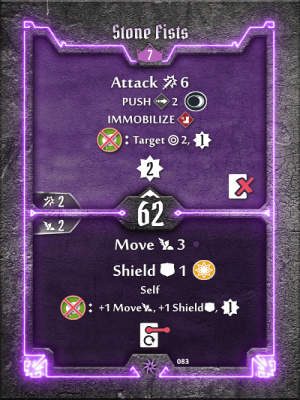 Stone Fists
7
Attack 6
PUSH 2
IMMOBILIZE
: Target 2, 1
2
2
62
2
Move 3
Shield 1
Self
: +1 Move, +1 Shield, 1
083